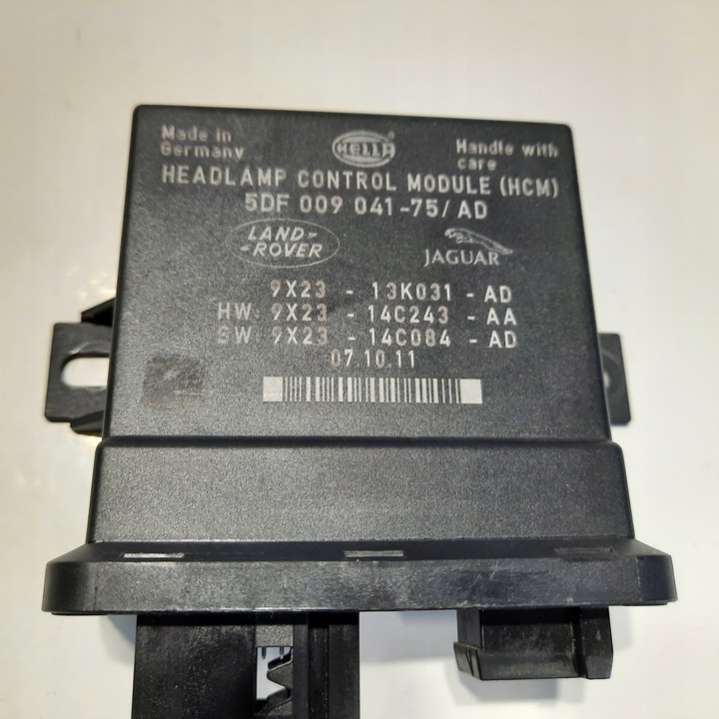 Made in
Germany
HELLA
Handle with
care
HEADLAMP CONTROL MODULE (HCM)
5DF 009 041-75/AD
LAND-
-ROVER
JAGUAR
9X23 - 13K031 - AD
HW: 9X23 - 14C243 - AA
SW: 9X23 - 14C084 - AD
07.10.11